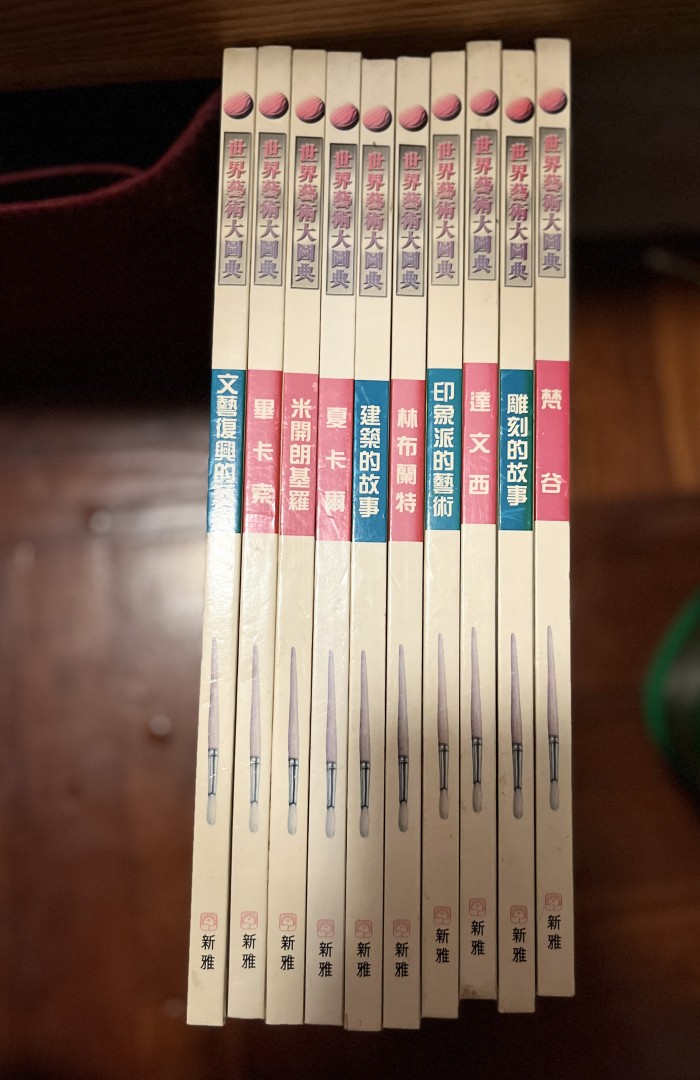 世界藝術大圖典
文藝復興的藝術
新雅
世界藝術大圖典
畢卡索
新雅
世界藝術大圖典
米開朗基羅
新雅
世界藝術大圖典
夏卡爾
新雅
世界藝術大圖典
建築的故事
新雅
世界藝術大圖典
林布蘭特
新雅
世界藝術大圖典
印象派的藝術
新雅
世界藝術大圖典
達文西
新雅
世界藝術大圖典
雕刻的故事
新雅
世界藝術大圖典
梵谷
新雅